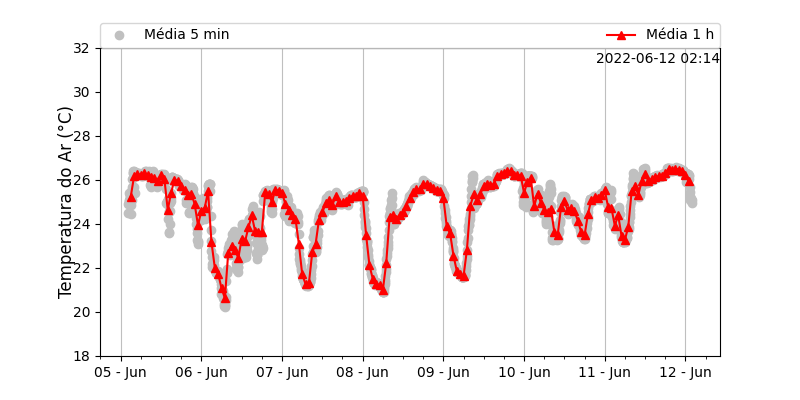 Média 5 min
Média 1 h
2022-06-12 02:14
Temperatura do Ar (°C)
32
30
28
26
24
22
20
18
05 - Jun
06 - Jun
07 - Jun
08 - Jun
09 - Jun
10 - Jun
11 - Jun
12 - Jun